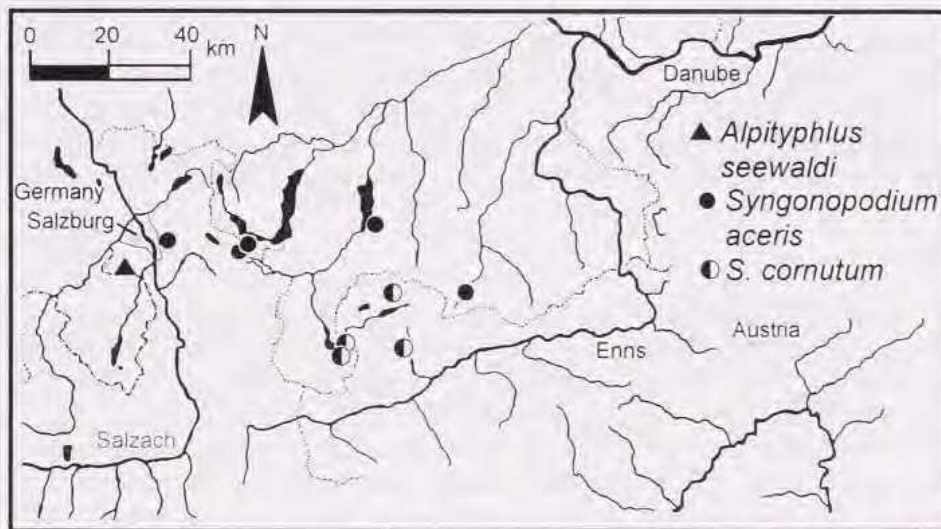 0 20 40
km
N
Danube
Alpityphlus
seewaldi
Germany
Salzburg
Syngonopodium
aceris
S. cornutum
Austria
Enns
Salzach